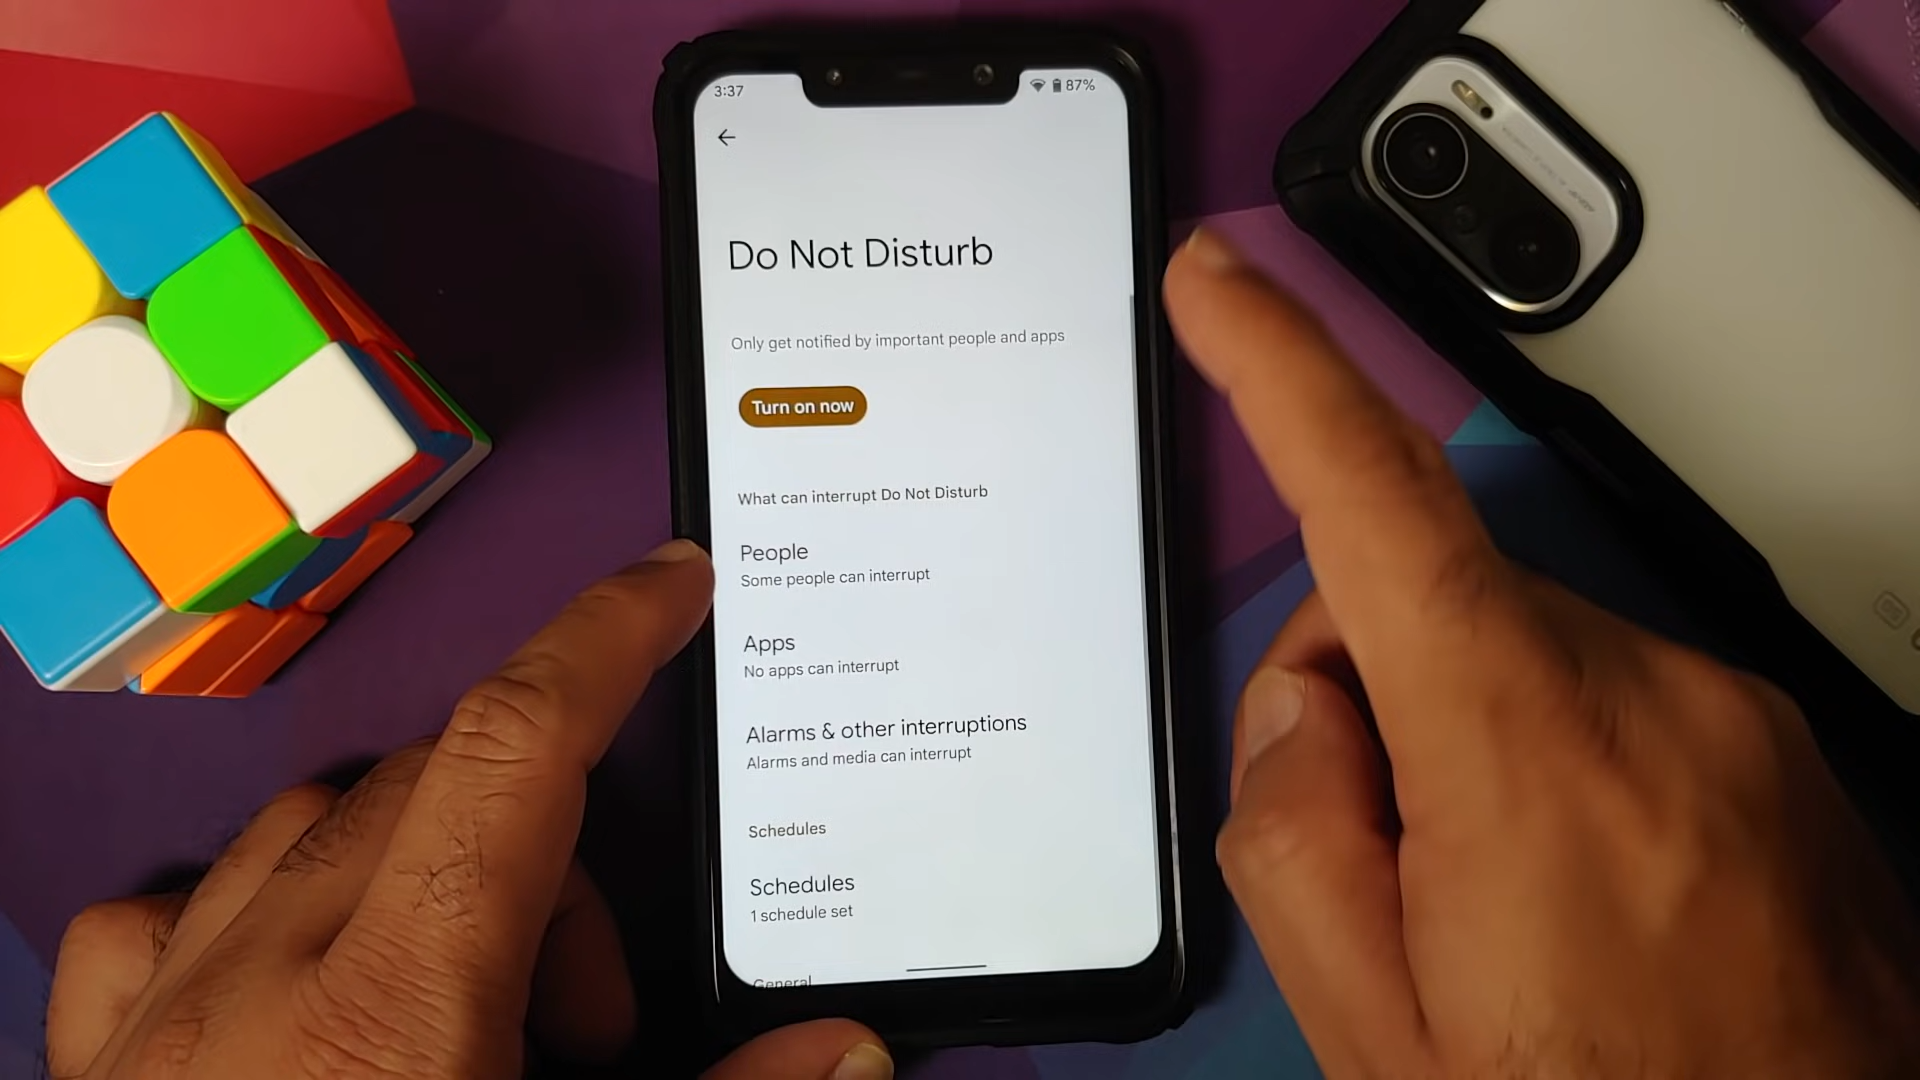 3:37
87%
Do Not Disturb
Only get notified by important people and apps
Turn on now
What can interrupt Do Not Disturb
People
Some people can interrupt
Apps
No apps can interrupt
Alarms & other interruptions
Alarms and media can interrupt
Schedules
Schedules
1 schedule set
General